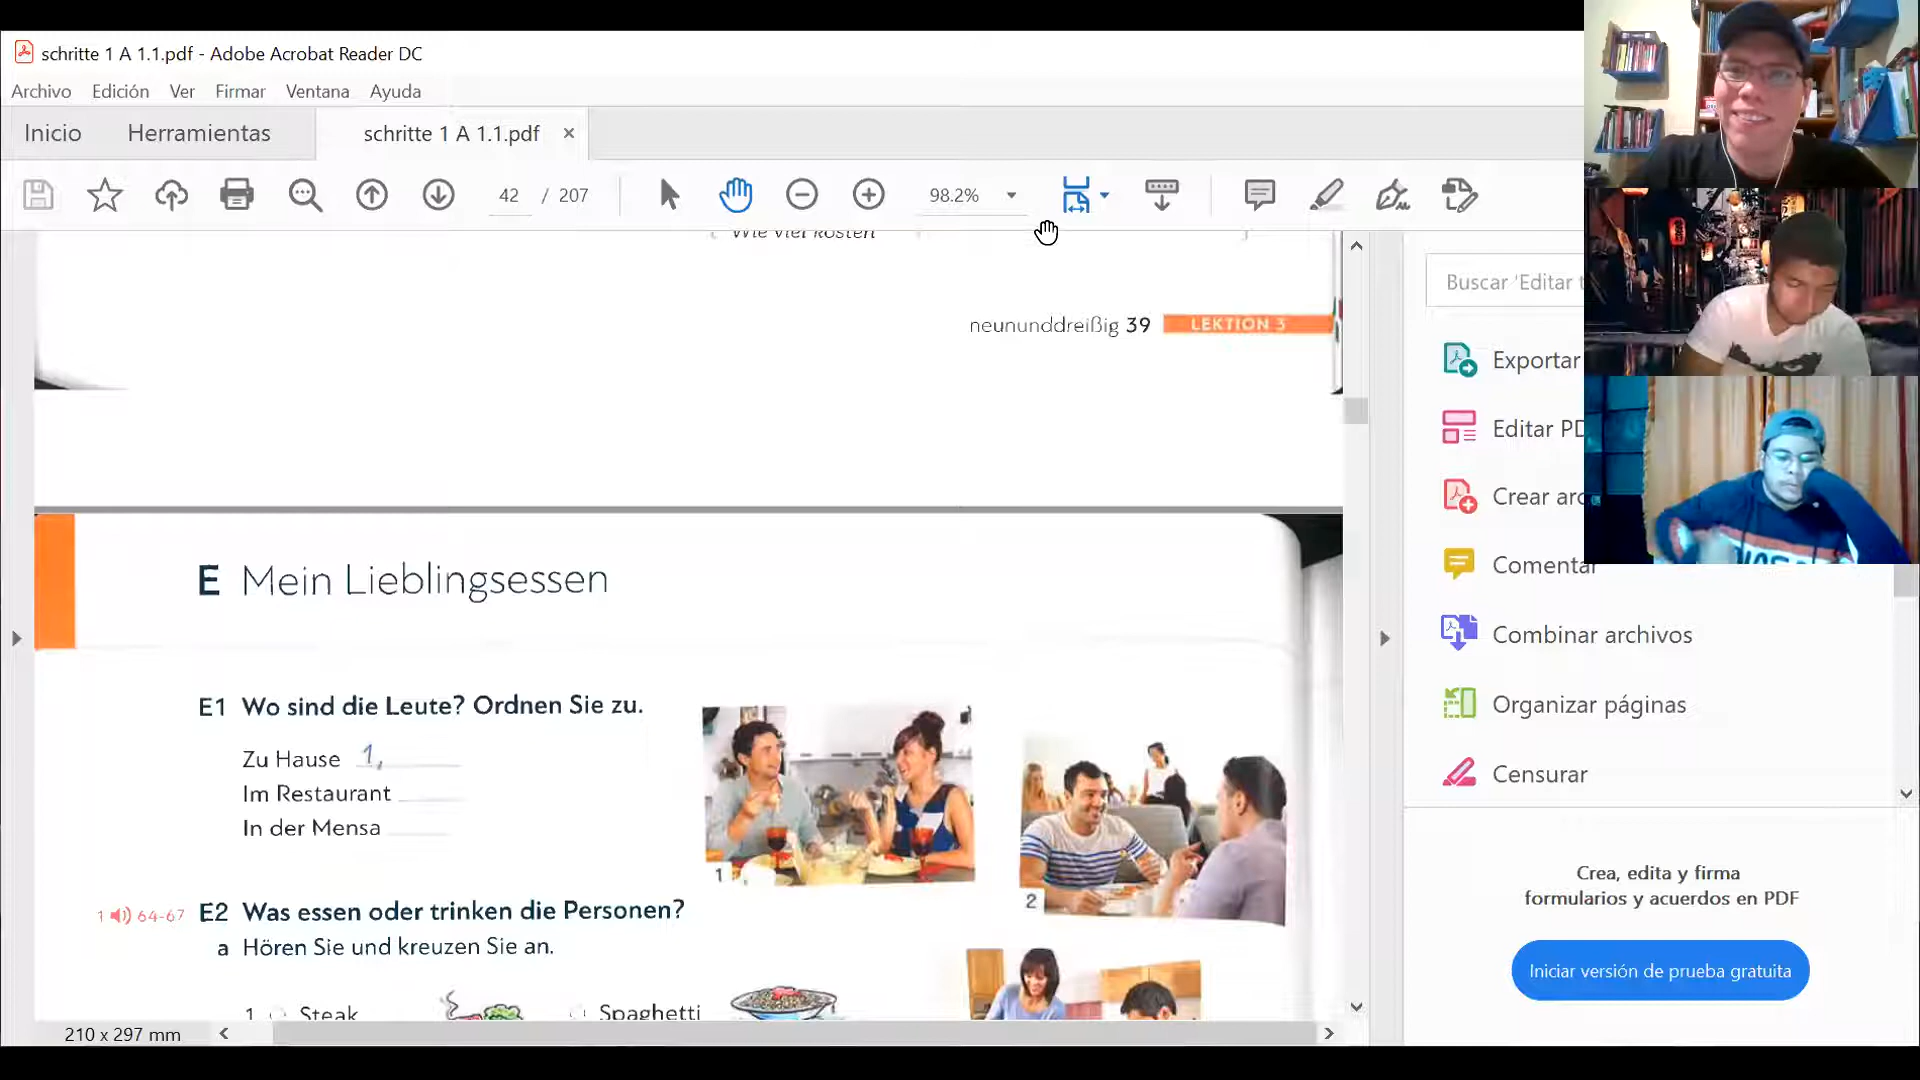 schritte 1 A 1.1.pdf - Adobe Acrobat Reader DC
Archivo Edición Ver Firmar Ventana Ayuda
Inicio Herramientas schritte 1 A 1.1.pdf ×
42 / 207 98.2%
Wie viel kosten
neununddreißig 39 LEKTION 3
E Mein Lieblingsessen
E1 Wo sind die Leute? Ordnen Sie zu.
Zu Hause 1,
Im Restaurant
In der Mensa
1
2
1 64-67 E2 Was essen oder trinken die Personen?
a Hören Sie und kreuzen Sie an.
1 Steak Spaghetti
210 x 297 mm
Buscar 'Editar t
Exportar
Editar PD
Crear arc
Comentar
Combinar archivos
Organizar páginas
Censurar
Crea, edita y firma
formularios y acuerdos en PDF
Iniciar versión de prueba gratuita